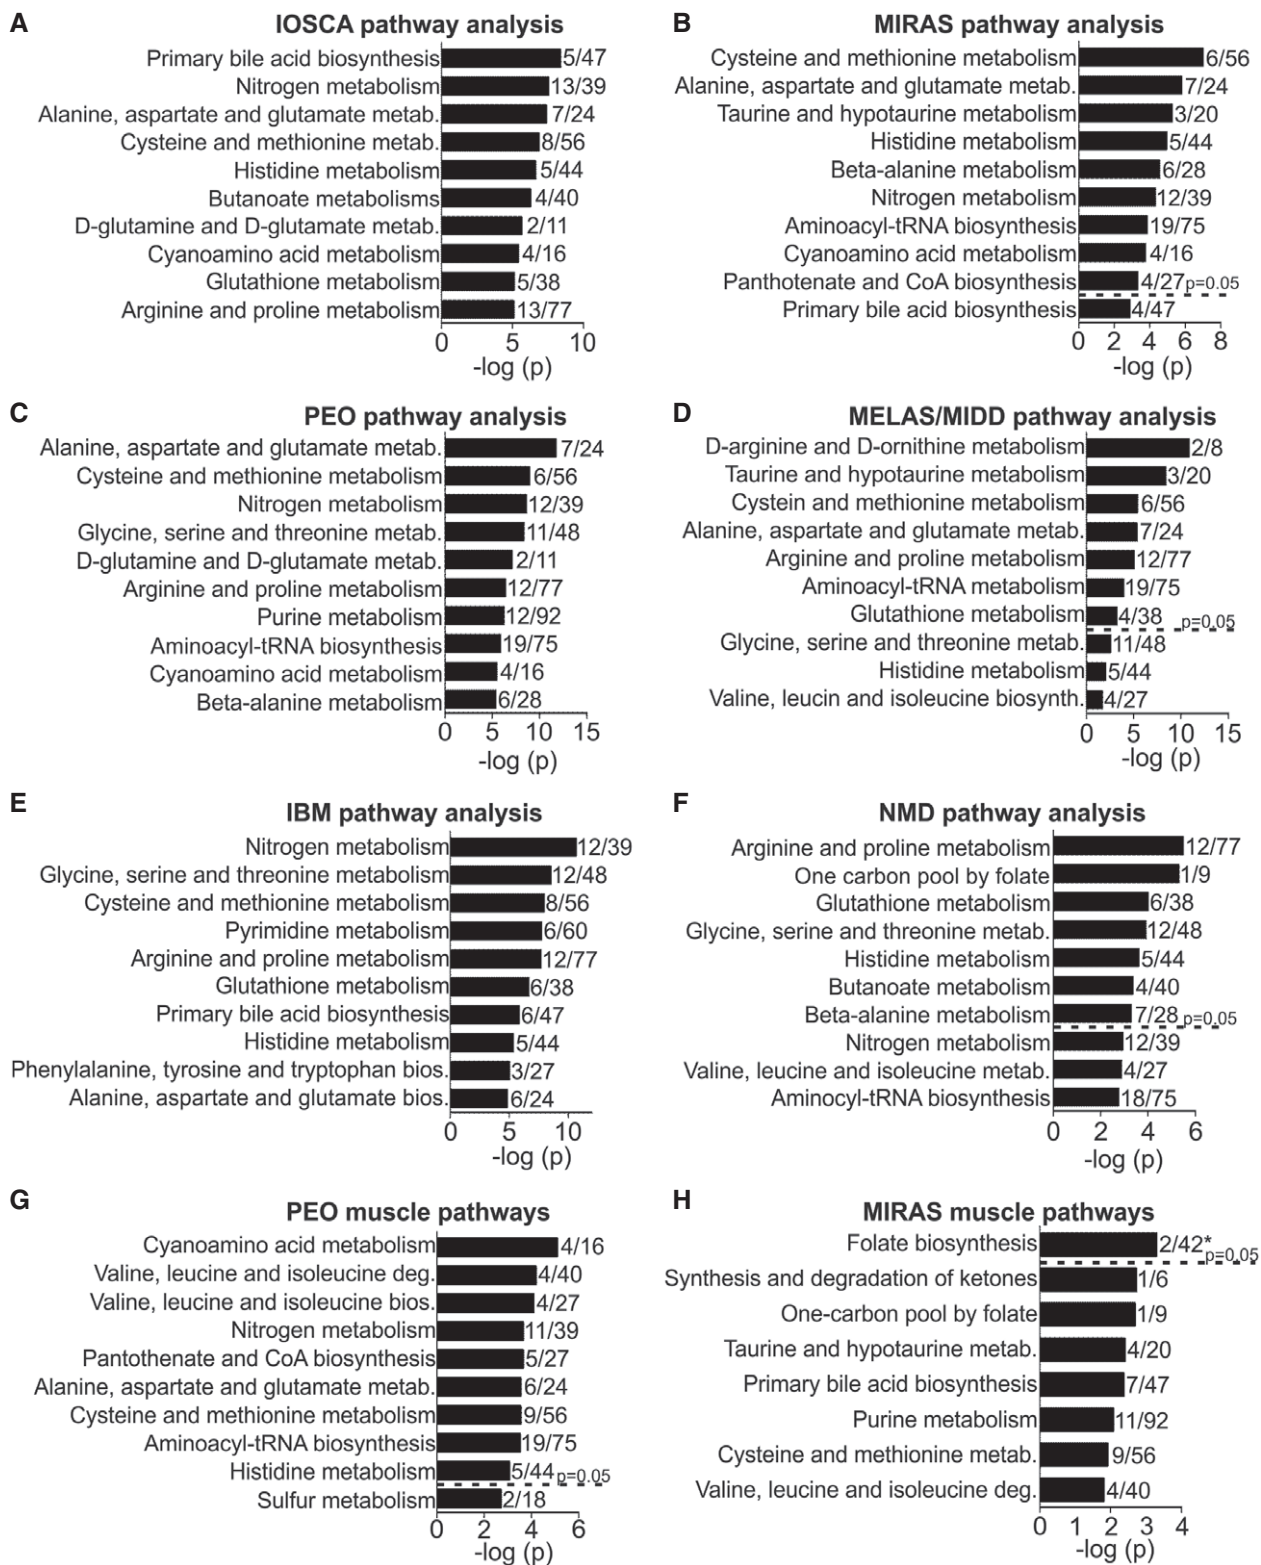 A
IOSCA pathway analysis
Primary bile acid biosynthesis 5/47
Nitrogen metabolism 13/39
Alanine, aspartate and glutamate metab. 7/24
Cysteine and methionine metab. 8/56
Histidine metabolism 5/44
Butanoate metabolisms 4/40
D-glutamine and D-glutamate metab. 2/11
Cyanoamino acid metabolism 4/16
Glutathione metabolism 5/38
Arginine and proline metabolism 13/77
0 5 10
-log (p)
B
MIRAS pathway analysis
Cysteine and methionine metabolism 6/56
Alanine, aspartate and glutamate metab. 7/24
Taurine and hypotaurine metabolism 3/20
Histidine metabolism 5/44
Beta-alanine metabolism 6/28
Nitrogen metabolism 12/39
Aminoacyl-tRNA biosynthesis 19/75
Cyanoamino acid metabolism 4/16
Panthotenate and CoA biosynthesis 4/27 p=0.05
Primary bile acid biosynthesis 4/47
0 2 4 6 8
-log (p)
C
PEO pathway analysis
Alanine, aspartate and glutamate metab. 7/24
Cysteine and methionine metabolism 6/56
Nitrogen metabolism 12/39
Glycine, serine and threonine metab. 11/48
D-glutamine and D-glutamate metab. 2/11
Arginine and proline metabolism 12/77
Purine metabolism 12/92
Aminoacyl-tRNA biosynthesis 19/75
Cyanoamino acid metabolism 4/16
Beta-alanine metabolism 6/28
0 5 10 15
-log (p)
D
MELAS/MIDD pathway analysis
D-arginine and D-ornithine metabolism 2/8
Taurine and hypotaurine metabolism 3/20
Cystein and methionine metabolism 6/56
Alanine, aspartate and glutamate metab. 7/24
Arginine and proline metabolism 12/77
Aminoacyl-tRNA metabolism 19/75
Glutathione metabolism 4/38 p=0.05
Glycine, serine and threonine metab. 11/48
Histidine metabolism 5/44
Valine, leucin and isoleucine biosynth. 4/27
0 5 10 15
-log (p)
E
IBM pathway analysis
Nitrogen metabolism 12/39
Glycine, serine and threonine metabolism 12/48
Cysteine and methionine metabolism 8/56
Pyrimidine metabolism 6/60
Arginine and proline metabolism 12/77
Glutathione metabolism 6/38
Primary bile acid biosynthesis 6/47
Histidine metabolism 5/44
Phenylalanine, tyrosine and tryptophan bios. 3/27
Alanine, aspartate and glutamate bios. 6/24
0 5 10
-log (p)
F
NMD pathway analysis
Arginine and proline metabolism 12/77
One carbon pool by folate 1/9
Glutathione metabolism 6/38
Glycine, serine and threonine metab. 12/48
Histidine metabolism 5/44
Butanoate metabolism 4/40
Beta-alanine metabolism 7/28 p=0.05
Nitrogen metabolism 12/39
Valine, leucine and isoleucine metab. 4/27
Aminocyl-tRNA biosynthesis 18/75
0 2 4 6
-log (p)
G
PEO muscle pathways
Cyanoamino acid metabolism 4/16
Valine, leucine and isoleucine deg. 4/40
Valine, leucine and isoleucine bios. 4/27
Nitrogen metabolism 11/39
Pantothenate and CoA biosynthesis 5/27
Alanine, aspartate and glutamate metab. 6/24
Cysteine and methionine metabolism 9/56
Aminoacyl-tRNA biosynthesis 19/75
Histidine metabolism 5/44 p=0.05
Sulfur metabolism 2/18
0 2 4 6
-log (p)
H
MIRAS muscle pathways
Folate biosynthesis 2/42* p=0.05
Synthesis and degradation of ketones 1/6
One-carbon pool by folate 1/9
Taurine and hypotaurine metab. 4/20
Primary bile acid biosynthesis 7/47
Purine metabolism 11/92
Cysteine and methionine metab. 9/56
Valine, leucine and isoleucine deg. 4/40
0 1 2 3 4
-log (p)